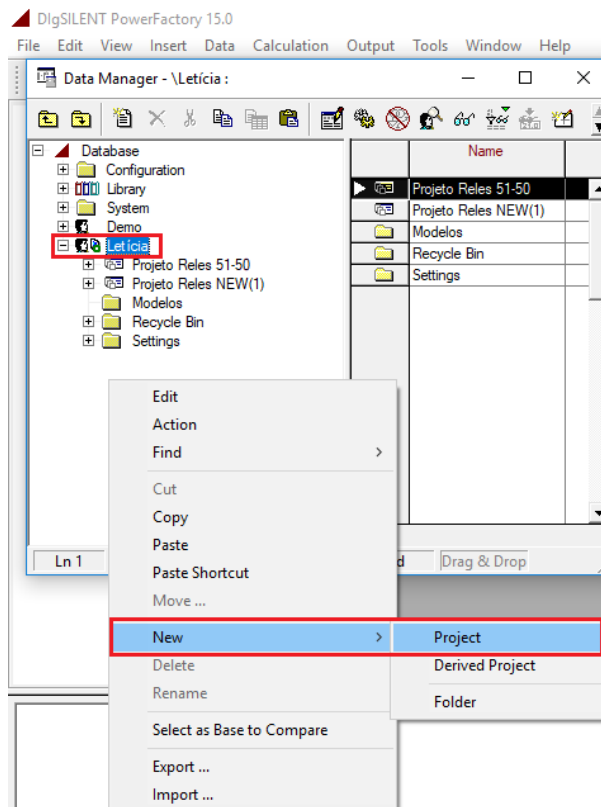 DIgSILENT PowerFactory 15.0
File Edit View Insert Data Calculation Output Tools Window Help
Data Manager - \Letícia :
Database
Configuration
Library
System
Demo
Letícia
Projeto Reles 51-50
Projeto Reles NEW(1)
Modelos
Recycle Bin
Settings
Name
Projeto Reles 51-50
Projeto Reles NEW(1)
Modelos
Recycle Bin
Settings
Ln 1
d
Drag & Drop
Edit
Action
Find
Cut
Copy
Paste
Paste Shortcut
Move ...
New
Delete
Rename
Select as Base to Compare
Export ...
Import ...
Project
Derived Project
Folder